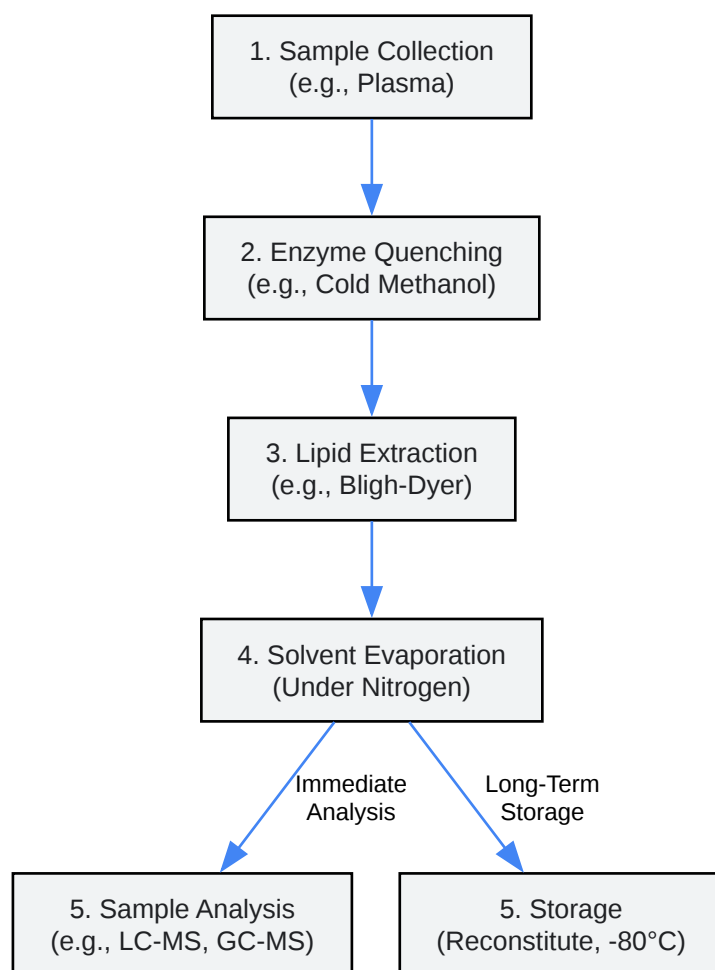 1. Sample Collection
(e.g., Plasma)
2. Enzyme Quenching
(e.g., Cold Methanol)
3. Lipid Extraction
(e.g., Bligh-Dyer)
4. Solvent Evaporation
(Under Nitrogen)
Immediate
Analysis
Long-Term
Storage
5. Sample Analysis
(e.g., LC-MS, GC-MS)
5. Storage
(Reconstitute, -80°C)